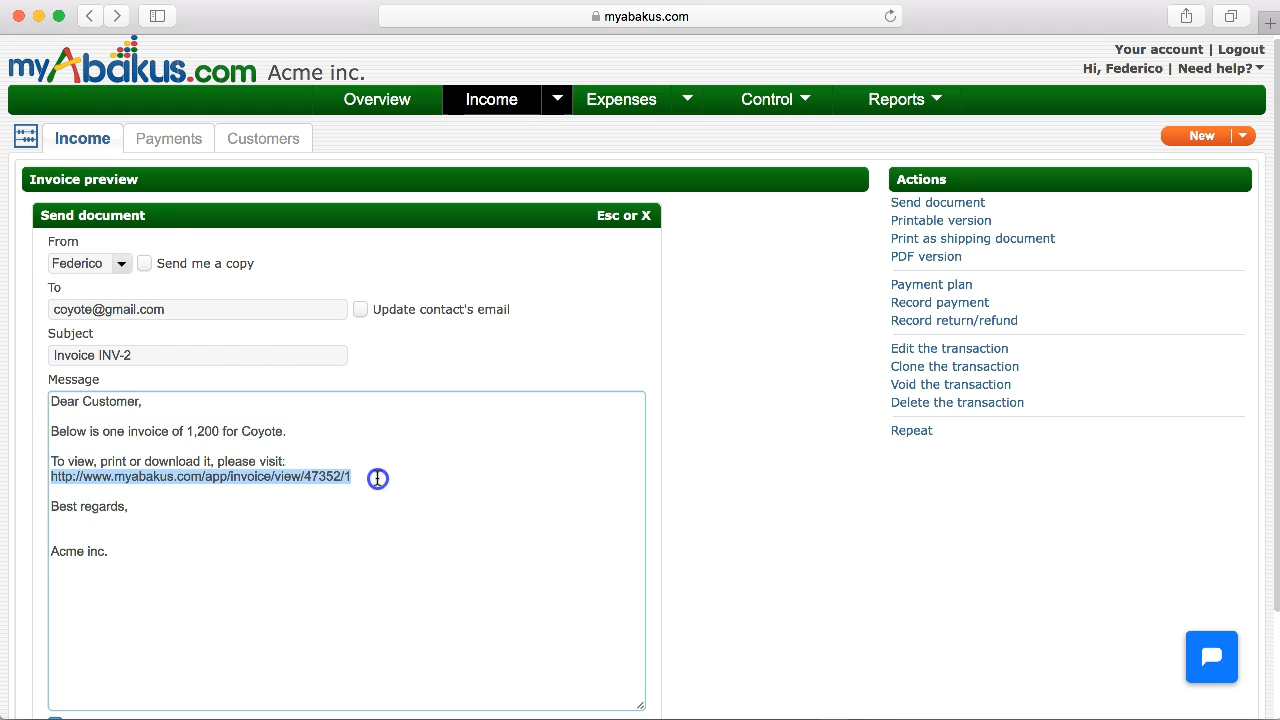 myabakus.com
Your account | Logout
myAbakus.com Acme inc.
Hi, Federico | Need help?
Overview Income Expenses Control Reports
Income Payments Customers
New
Invoice preview
Send document Esc or X
From
Federico Send me a copy
To
coyote@gmail.com Update contact's email
Subject
Invoice INV-2
Message
Dear Customer,
Below is one invoice of 1,200 for Coyote.
To view, print or download it, please visit:
http://www.myabakus.com/app/invoice/view/47352/1
Best regards,
Acme inc.
Actions
Send document
Printable version
Print as shipping document
PDF version
Payment plan
Record payment
Record return/refund
Edit the transaction
Clone the transaction
Void the transaction
Delete the transaction
Repeat